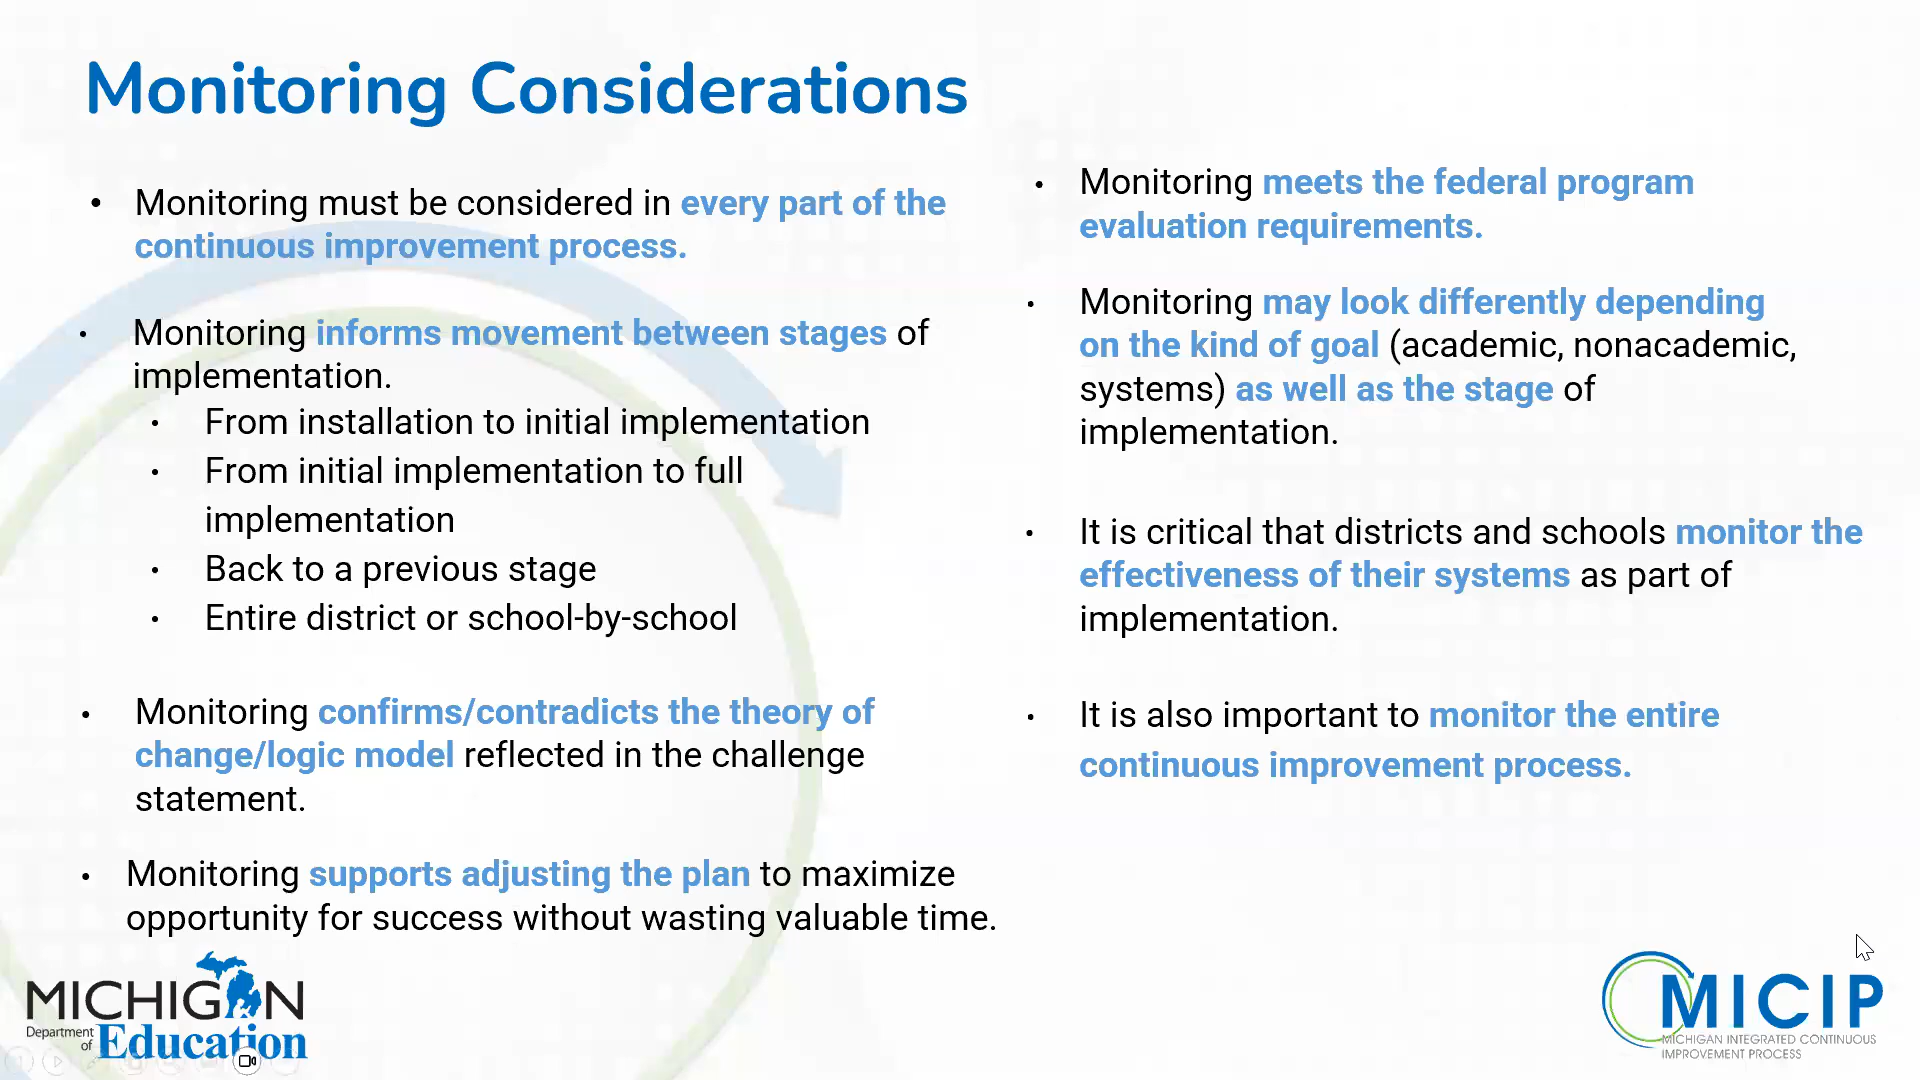 Monitoring Considerations
• Monitoring must be considered in every part of the
continuous improvement process.
• Monitoring informs movement between stages of
implementation.
• From installation to initial implementation
• From initial implementation to full
implementation
• Back to a previous stage
• Entire district or school-by-school
• Monitoring confirms/contradicts the theory of
change/logic model reflected in the challenge
statement.
• Monitoring supports adjusting the plan to maximize
opportunity for success without wasting valuable time.
• Monitoring meets the federal program
evaluation requirements.
• Monitoring may look differently depending
on the kind of goal (academic, nonacademic,
systems) as well as the stage of
implementation.
• It is critical that districts and schools monitor the
effectiveness of their systems as part of
implementation.
• It is also important to monitor the entire
continuous improvement process.
MICHIGAN
Department
of Education
MICIP
MICHIGAN INTEGRATED CONTINUOUS
IMPROVEMENT PROCESS